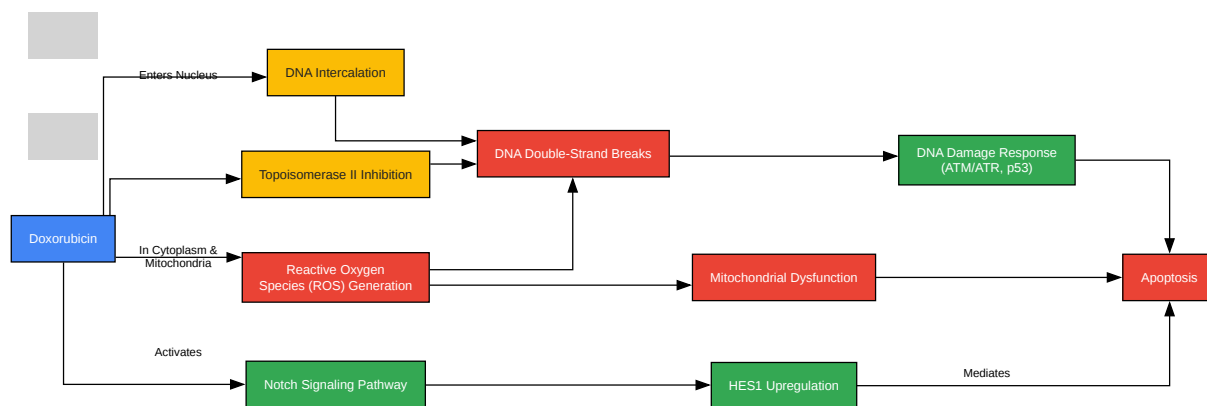 Enters Nucleus
DNA Intercalation
DNA Double-Strand Breaks
DNA Damage Response
(ATM/ATR, p53)
Topoisomerase II Inhibition
Doxorubicin
In Cytoplasm &
Mitochondria
Reactive Oxygen
Species (ROS) Generation
Mitochondrial Dysfunction
Apoptosis
Activates
Notch Signaling Pathway
HES1 Upregulation
Mediates